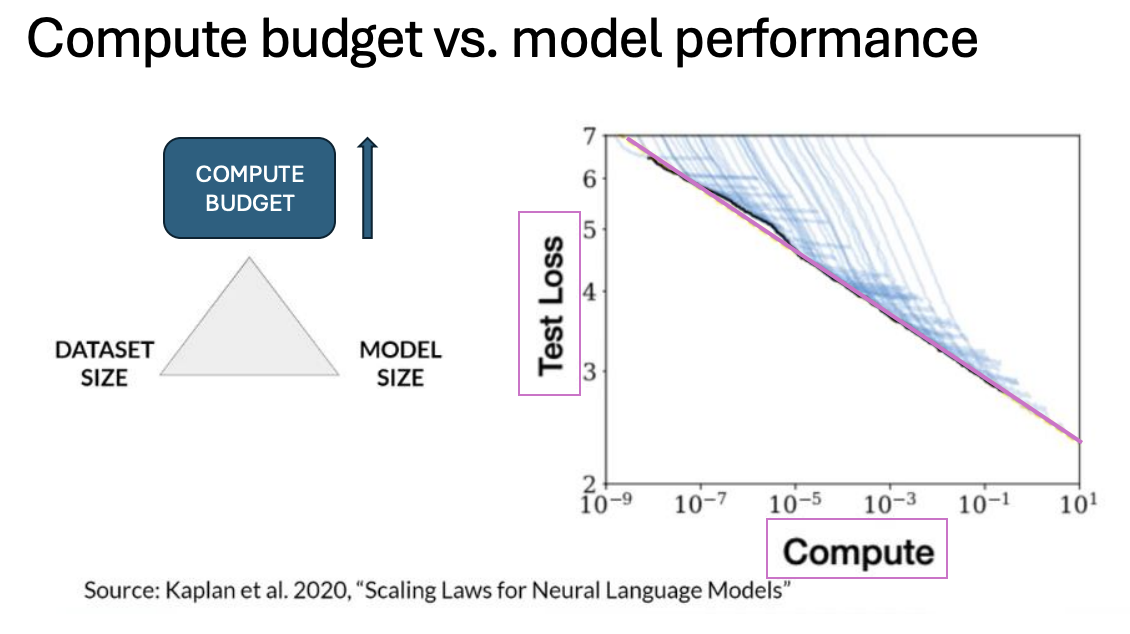 Compute budget vs. model performance
COMPUTE
BUDGET
DATASET
SIZE
MODEL
SIZE
Test Loss
7
6
5
4
3
2
10⁻⁹
10⁻⁷
10⁻⁵
10⁻³
10⁻¹
10¹
Compute
Source: Kaplan et al. 2020, “Scaling Laws for Neural Language Models”